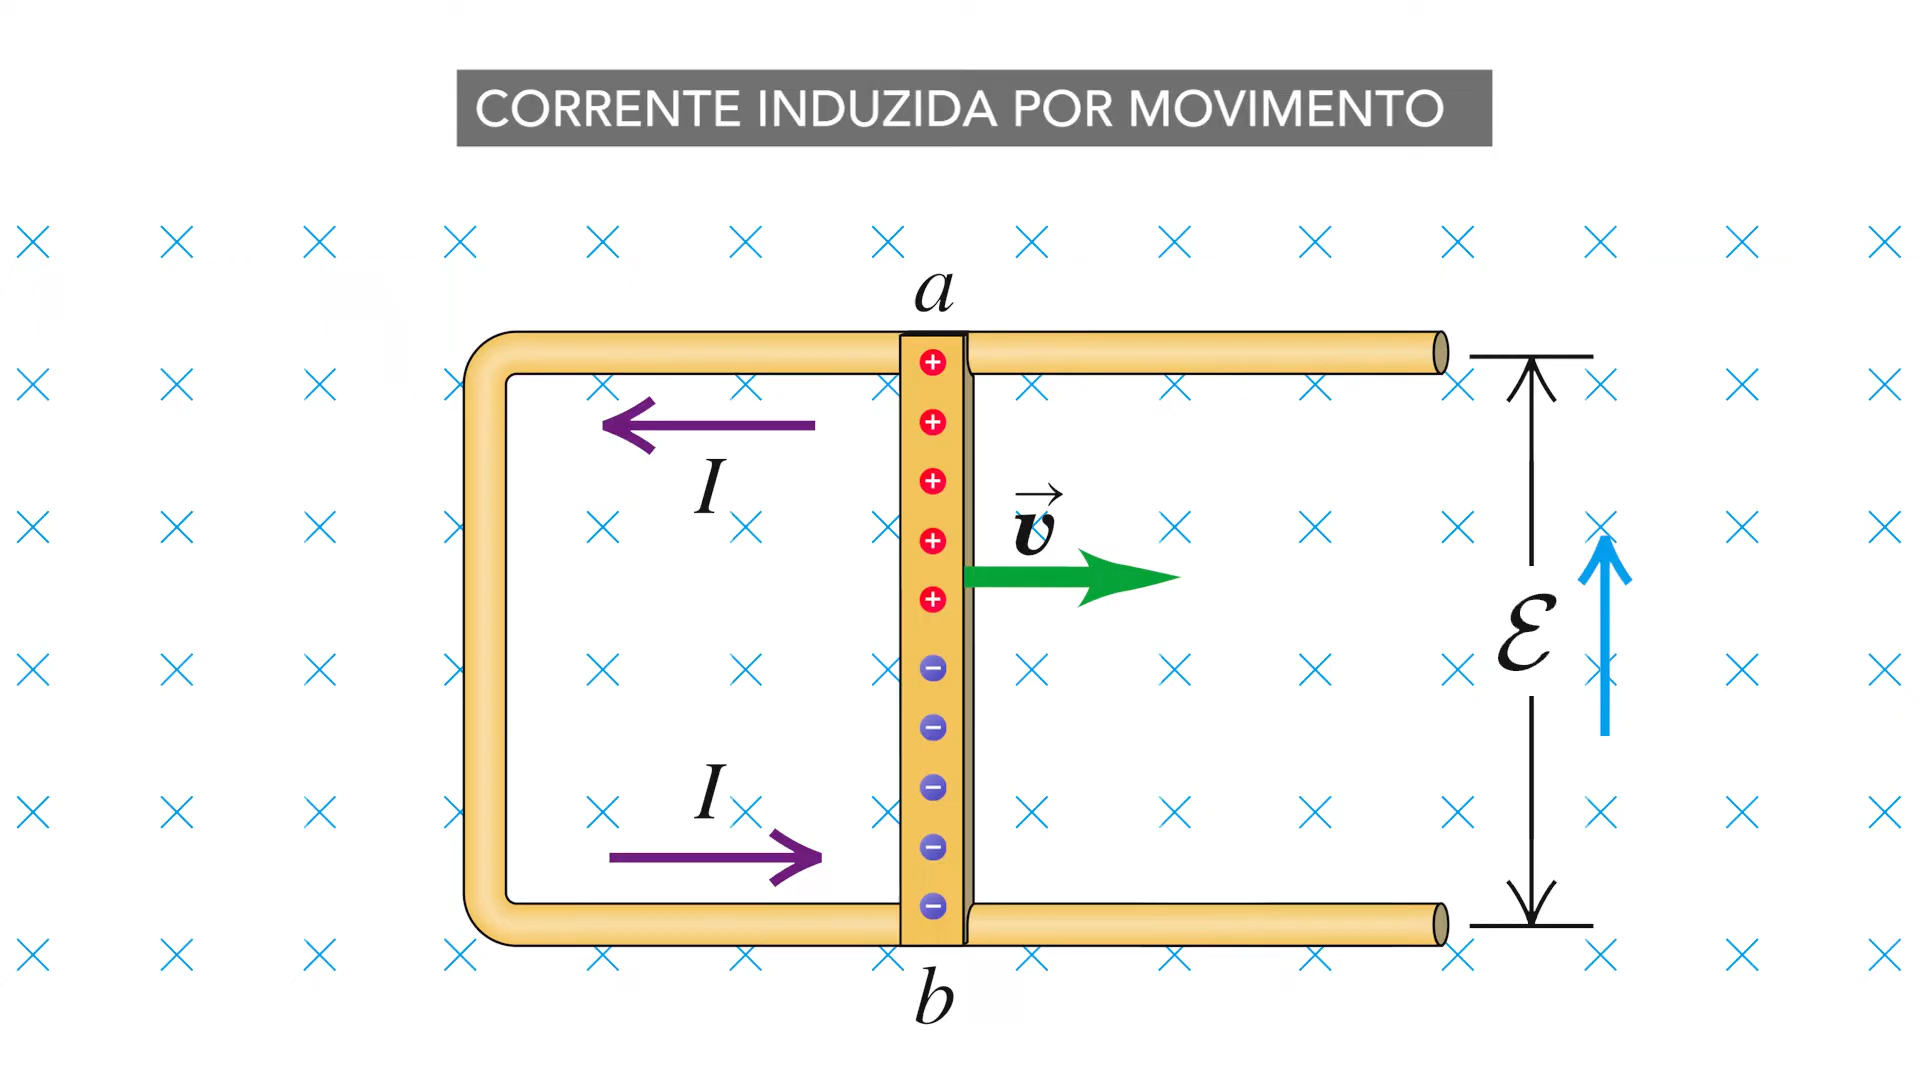 CORRENTE INDUZIDA POR MOVIMENTO
a
I
v
ℰ
I
b